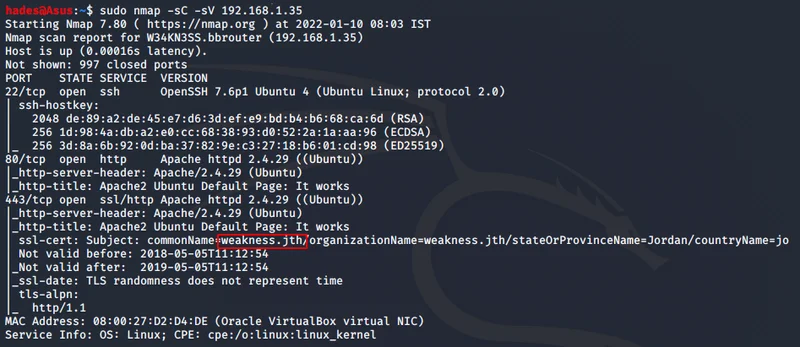 hades@Asus:~$ sudo nmap -sC -sV 192.168.1.35
Starting Nmap 7.80 ( https://nmap.org ) at 2022-01-10 08:03 IST
Nmap scan report for W34KN3SS.bbrouter (192.168.1.35)
Host is up (0.00016s latency).
Not shown: 997 closed ports
PORT    STATE SERVICE  VERSION
22/tcp  open  ssh      OpenSSH 7.6p1 Ubuntu 4 (Ubuntu Linux; protocol 2.0)
| ssh-hostkey:
|   2048 de:89:a2:de:45:e7:d6:3d:ef:e9:bd:b4:b6:68:ca:6d (RSA)
|   256 1d:98:4a:db:a2:e0:cc:68:38:93:d0:52:2a:1a:aa:96 (ECDSA)
|_  256 3d:8a:6b:92:0d:ba:37:82:9e:c3:27:18:b6:01:cd:98 (ED25519)
80/tcp  open  http     Apache httpd 2.4.29 ((Ubuntu))
|_http-server-header: Apache/2.4.29 (Ubuntu)
|_http-title: Apache2 Ubuntu Default Page: It works
443/tcp open  ssl/http Apache httpd 2.4.29 ((Ubuntu))
|_http-server-header: Apache/2.4.29 (Ubuntu)
|_http-title: Apache2 Ubuntu Default Page: It works
| ssl-cert: Subject: commonName=weakness.jth/organizationName=weakness.jth/stateOrProvinceName=Jordan/countryName=jo
| Not valid before: 2018-05-05T11:12:54
|_Not valid after:  2019-05-05T11:12:54
|_ssl-date: TLS randomness does not represent time
| tls-alpn:
|_  http/1.1
MAC Address: 08:00:27:D2:D4:DE (Oracle VirtualBox virtual NIC)
Service Info: OS: Linux; CPE: cpe:/o:linux:linux_kernel